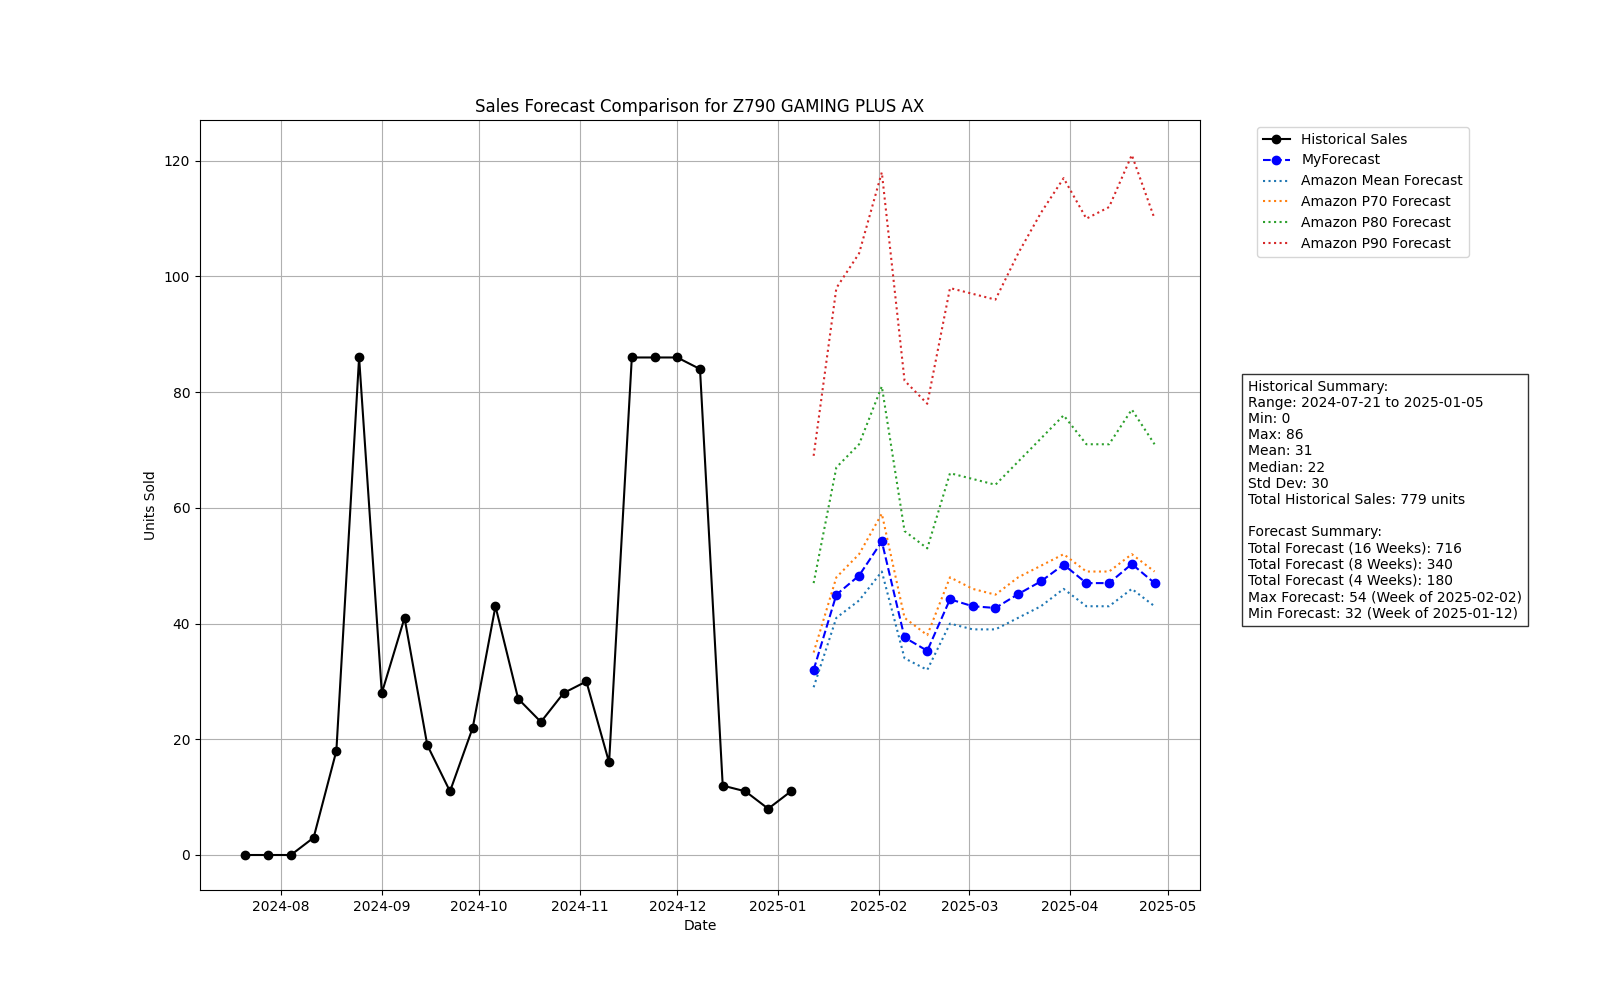 Sales Forecast Comparison for Z790 GAMING PLUS AX
Historical Sales
MyForecast
Amazon Mean Forecast
Amazon P70 Forecast
Amazon P80 Forecast
Amazon P90 Forecast
120
100
80
60
40
20
0
Units Sold
2024-08
2024-09
2024-10
2024-11
2024-12
2025-01
2025-02
2025-03
2025-04
2025-05
Date
Historical Summary:
Range: 2024-07-21 to 2025-01-05
Min: 0
Max: 86
Mean: 31
Median: 22
Std Dev: 30
Total Historical Sales: 779 units
Forecast Summary:
Total Forecast (16 Weeks): 716
Total Forecast (8 Weeks): 340
Total Forecast (4 Weeks): 180
Max Forecast: 54 (Week of 2025-02-02)
Min Forecast: 32 (Week of 2025-01-12)